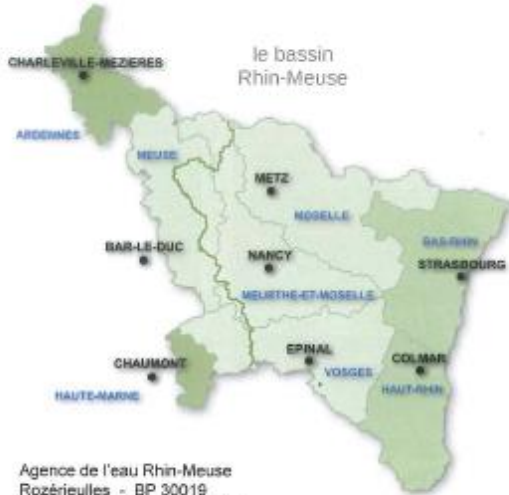 le bassin
Rhin-Meuse
CHARLEVILLE-MEZIERES
ARDENNES
MEUSE
METZ
MOSELLE
BAS-RHIN
BAR-LE-DUC
NANCY
STRASBOURG
MEURTHE-ET-MOSELLE
EPINAL
CHAUMONT
VOSGES
COLMAR
HAUTE-MARNE
HAUT-RHIN
Agence de l'eau Rhin-Meuse
Rozérieulles - BP 30019